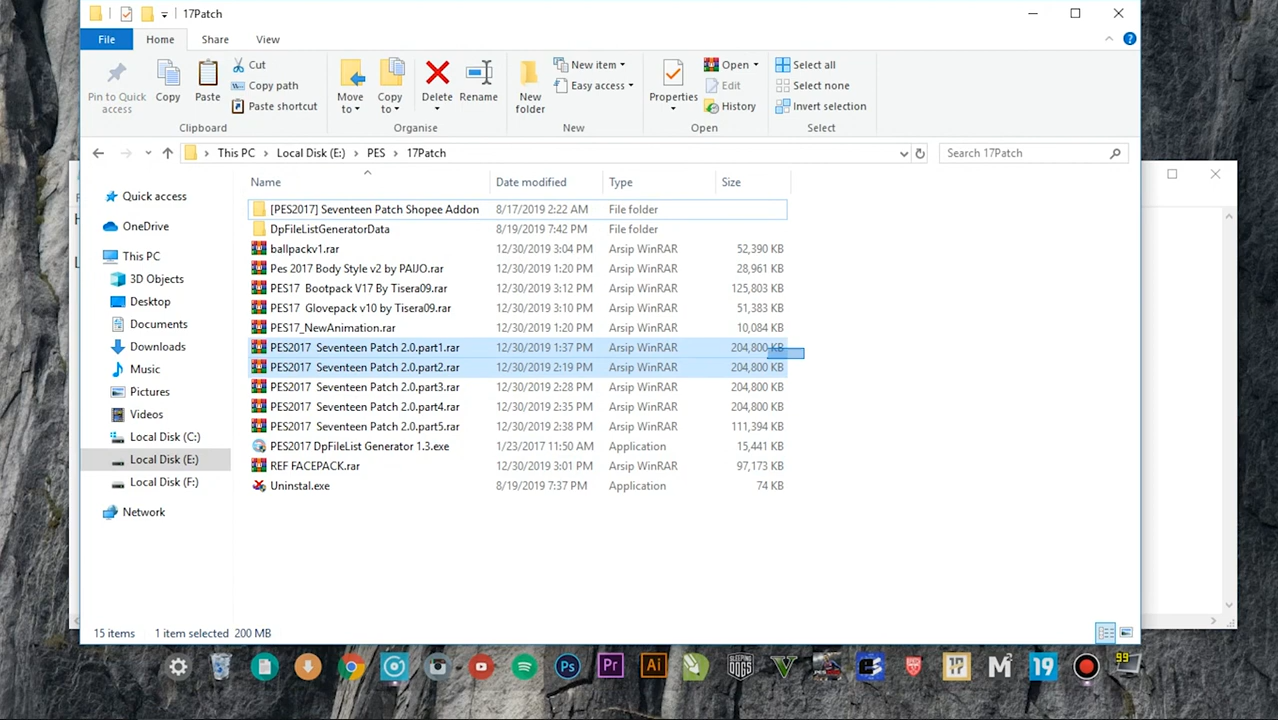 17Patch
File Home Share View
Pin to Quick access
Copy
Paste
Cut
Copy path
Paste shortcut
Clipboard
Move to
Copy to
Delete
Rename
Organise
New folder
New item
Easy access
New
Properties
Open
Edit
History
Open
Select all
Select none
Invert selection
Select
This PC > Local Disk (E:) > PES > 17Patch
Search 17Patch
Quick access
OneDrive
This PC
3D Objects
Desktop
Documents
Downloads
Music
Pictures
Videos
Local Disk (C:)
Local Disk (E:)
Local Disk (F:)
Network
Name Date modified Type Size
[PES2017] Seventeen Patch Shopee Addon 8/17/2019 2:22 AM File folder
DpFileListGeneratorData 8/19/2019 7:42 PM File folder
ballpackv1.rar 12/30/2019 3:04 PM Arsip WinRAR 52,390 KB
Pes 2017 Body Style v2 by PAIJO.rar 12/30/2019 1:20 PM Arsip WinRAR 28,961 KB
PES17 Bootpack V17 By Tisera09.rar 12/30/2019 3:12 PM Arsip WinRAR 125,803 KB
PES17 Glovepack v10 by Tisera09.rar 12/30/2019 3:10 PM Arsip WinRAR 51,383 KB
PES17_NewAnimation.rar 12/30/2019 1:20 PM Arsip WinRAR 10,084 KB
PES2017 Seventeen Patch 2.0.part1.rar 12/30/2019 1:37 PM Arsip WinRAR 204,800 KB
PES2017 Seventeen Patch 2.0.part2.rar 12/30/2019 2:19 PM Arsip WinRAR 204,800 KB
PES2017 Seventeen Patch 2.0.part3.rar 12/30/2019 2:28 PM Arsip WinRAR 204,800 KB
PES2017 Seventeen Patch 2.0.part4.rar 12/30/2019 2:35 PM Arsip WinRAR 204,800 KB
PES2017 Seventeen Patch 2.0.part5.rar 12/30/2019 2:38 PM Arsip WinRAR 111,394 KB
PES2017 DpFileList Generator 1.3.exe 1/23/2017 11:50 AM Application 15,441 KB
REF FACEPACK.rar 12/30/2019 3:01 PM Arsip WinRAR 97,173 KB
Uninstal.exe 8/19/2019 7:37 PM Application 74 KB
15 items 1 item selected 200 MB
Ps Pr Ai SLEEPING DOGS V 17 M 19 99